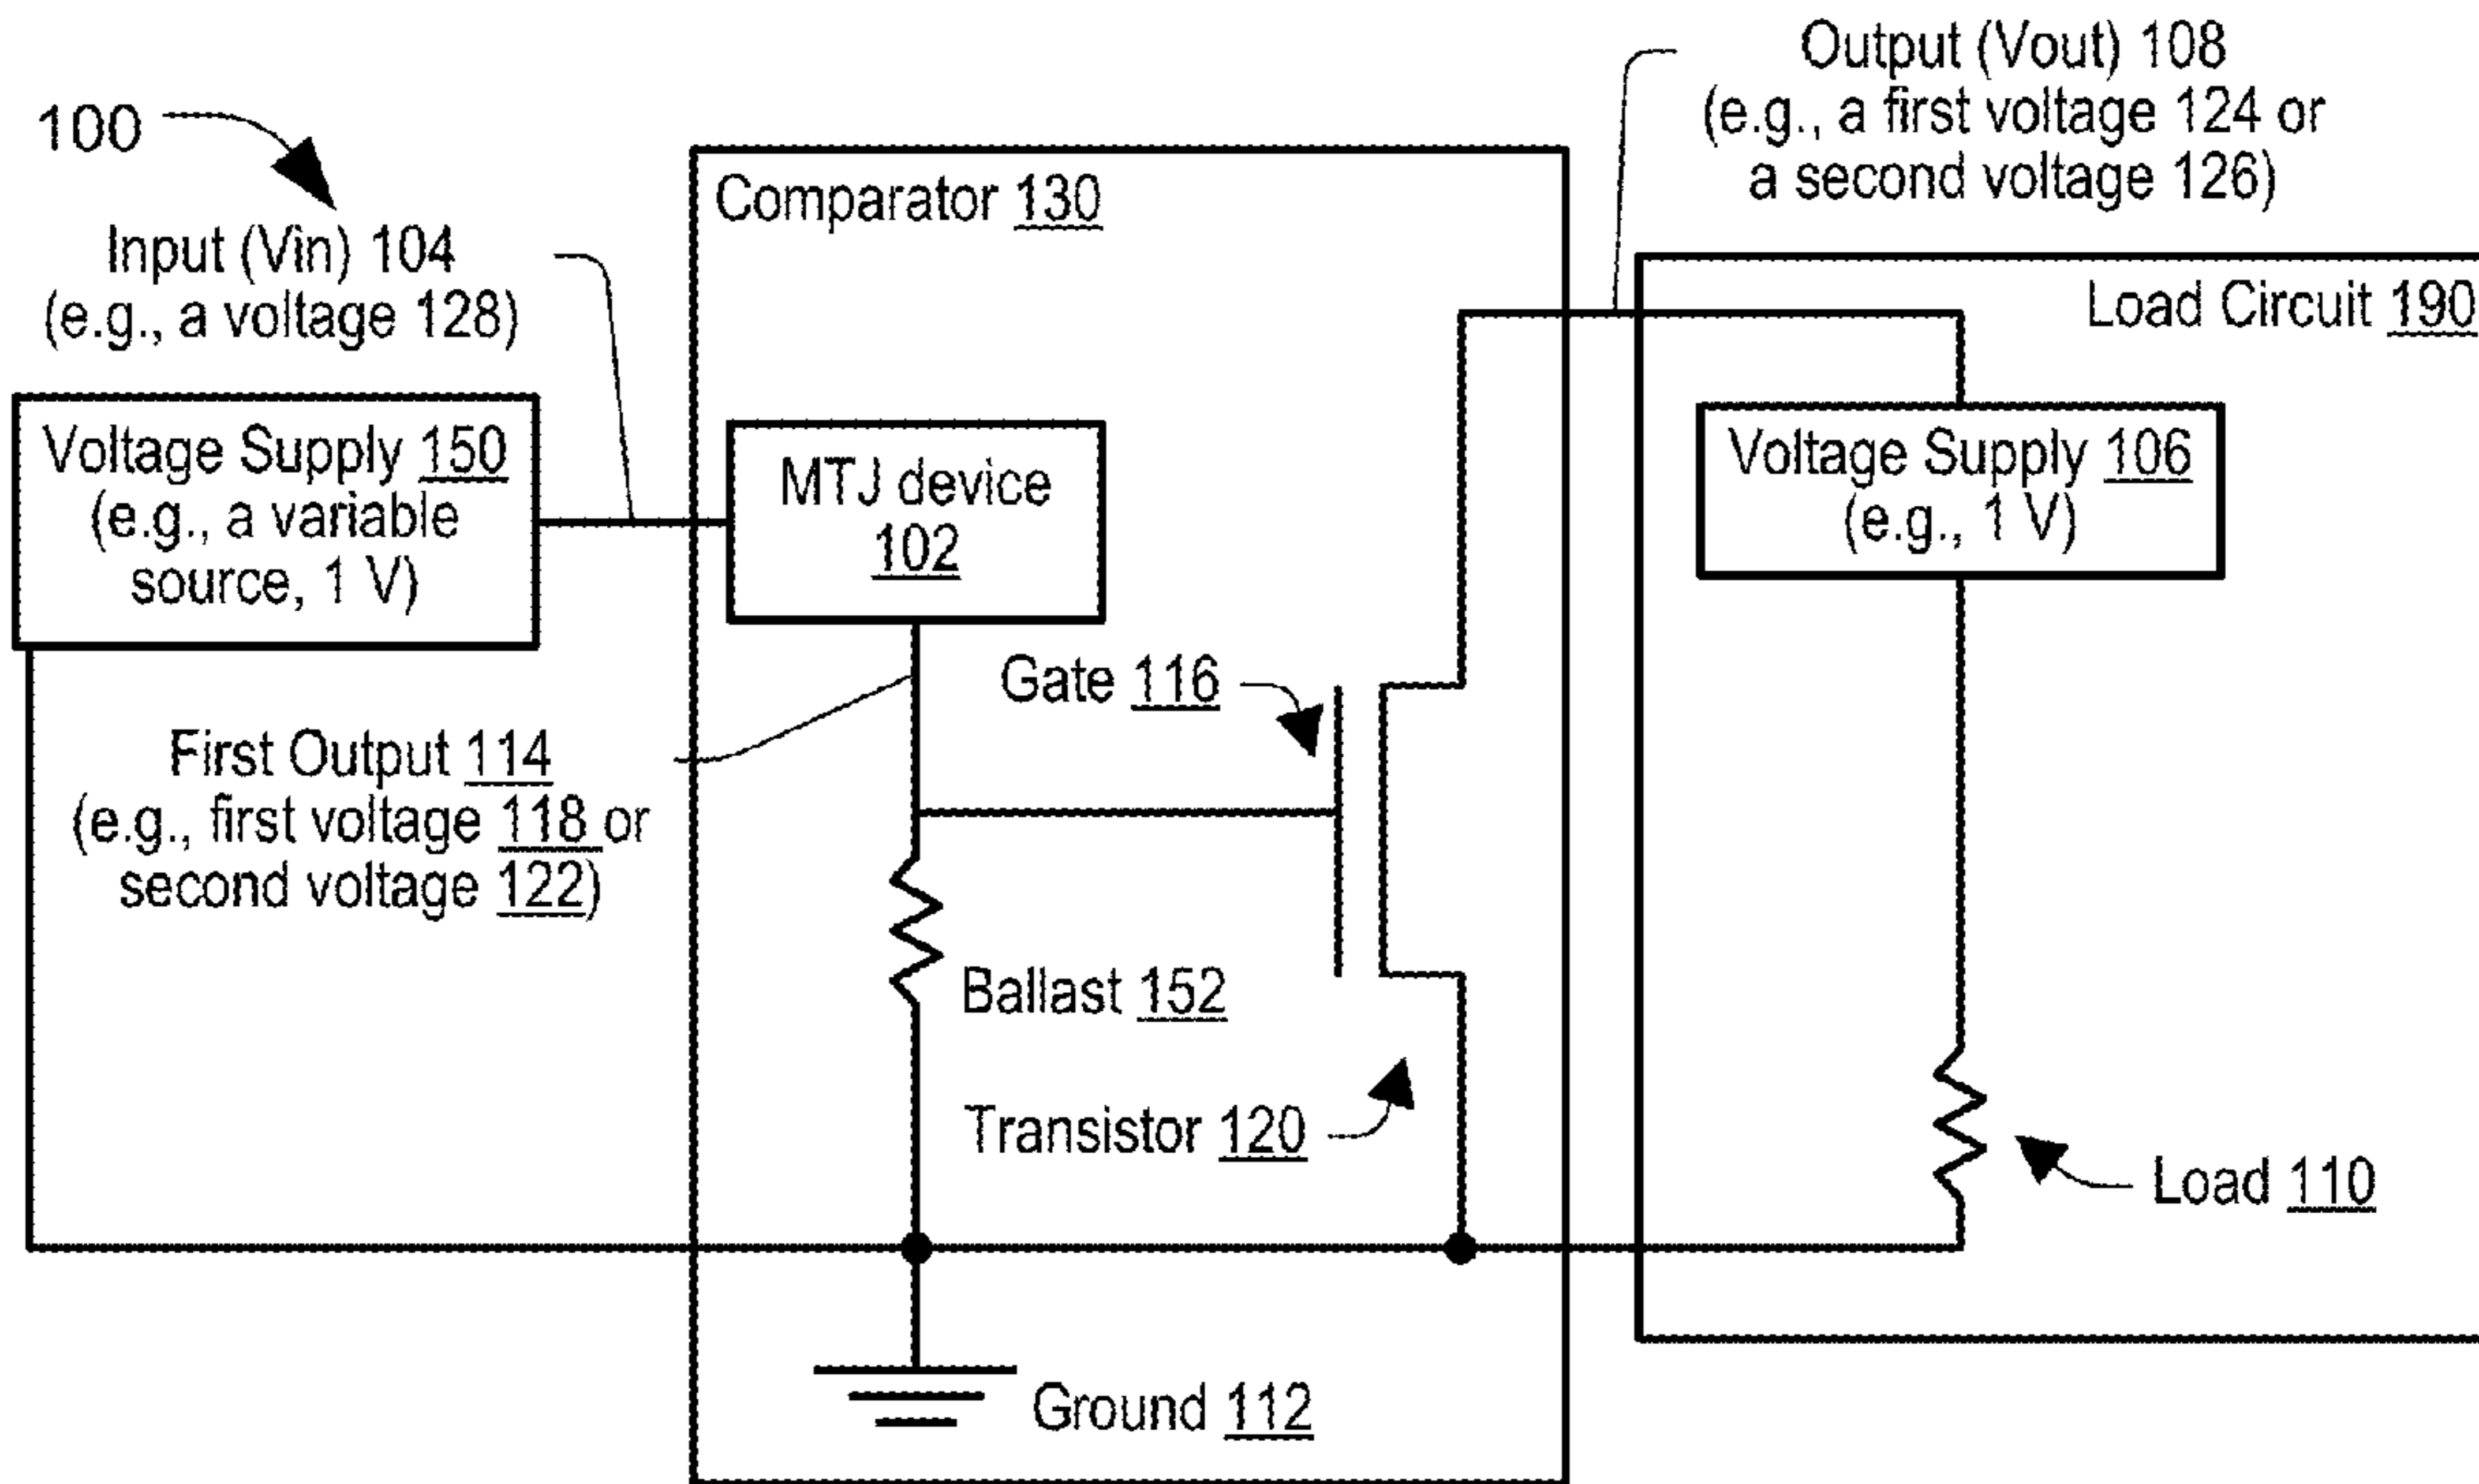 100
Input (Vin) 104
(e.g., a voltage 128)
Voltage Supply 150
(e.g., a variable
source, 1 V)
First Output 114
(e.g., first voltage 118 or
second voltage 122)
Comparator 130
MTJ device
102
Gate 116
Ballast 152
Transistor 120
Ground 112
Output (Vout) 108
(e.g., a first voltage 124 or
a second voltage 126)
Load Circuit 190
Voltage Supply 106
(e.g., 1 V)
Load 110